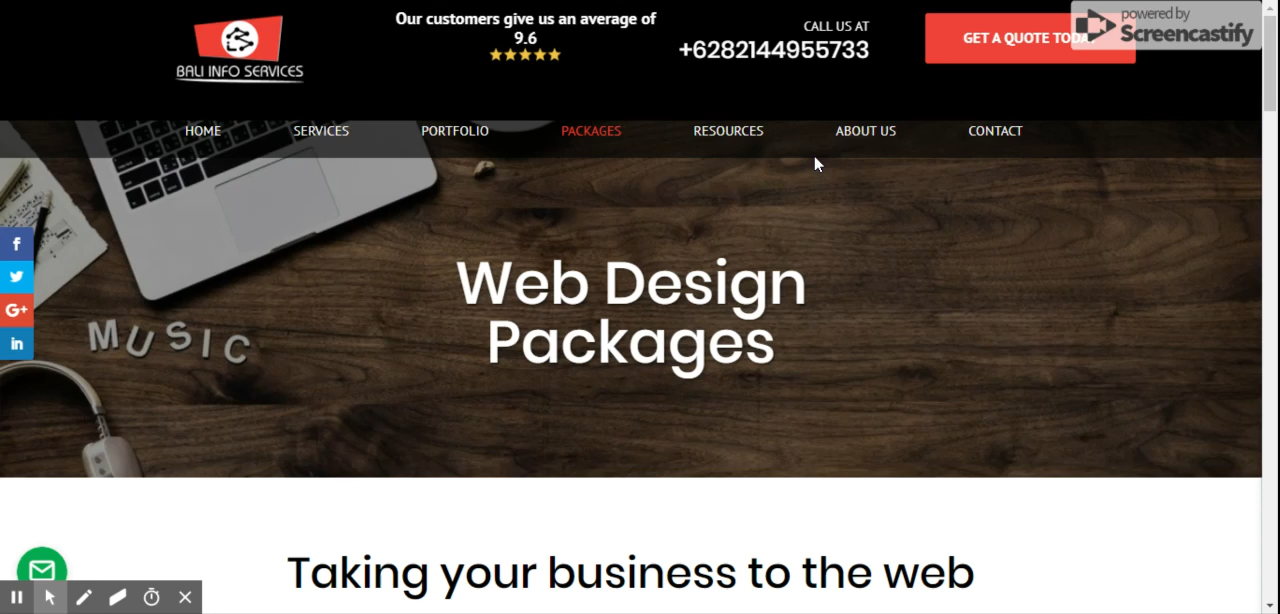 BALI INFO SERVICES
Our customers give us an average of
9.6
CALL US AT
+6282144955733
GET A QUOTE TODAY
powered by
Screencastify
HOME SERVICES PORTFOLIO PACKAGES RESOURCES ABOUT US CONTACT
f
G+
in
MUSIC
Web Design
Packages
Taking your business to the web